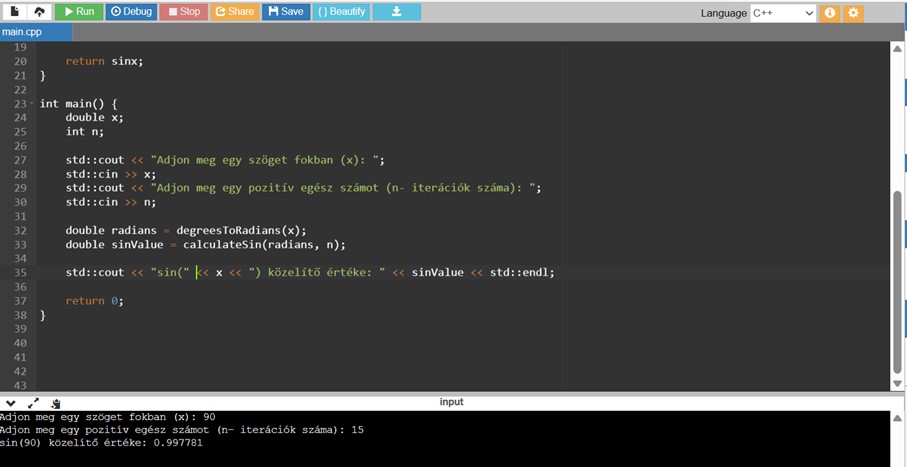 Run Debug Stop Share Save { } Beautify Language C++
main.cpp
19
20 return sinx;
21 }
22
23 int main() {
24 double x;
25 int n;
26
27 std::cout << "Adjon meg egy szöget fokban (x): ";
28 std::cin >> x;
29 std::cout << "Adjon meg egy pozitív egész számot (n- iterációk száma): ";
30 std::cin >> n;
31
32 double radians = degreesToRadians(x);
33 double sinValue = calculateSin(radians, n);
34
35 std::cout << "sin(" << x << ") közelítő értéke: " << sinValue << std::endl;
36
37 return 0;
38 }
39
40
41
42
43
input
Adjon meg egy szöget fokban (x): 90
Adjon meg egy pozitív egész számot (n- iterációk száma): 15
sin(90) közelítő értéke: 0.997781